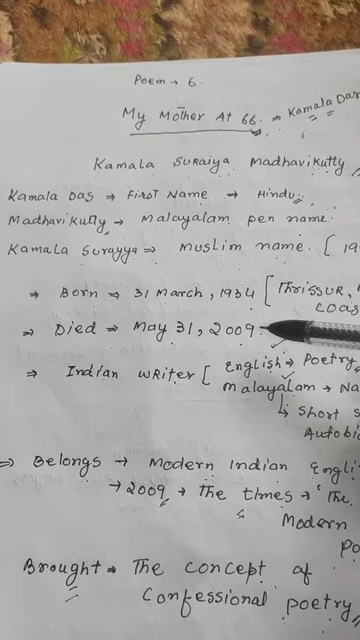 Poem → 6.
My Mother At 66. → Kamala Das
Kamala Suraiya Madhavikutty
Kamala Das → First Name → Hindu
Madhavikutty → Malayalam pen name.
Kamala Surayya ⇒ Muslim name. [ 19
⇒ Born ⇒ 31 March, 1934 [ Thrissur,
⇒ Died → May 31, 2009
⇒ Indian writer [ English → Poetry
Malayalam → Na
↳ Short S
Autobio
⇒ Belongs → Modern Indian Engli
→ 2009 → The times → " The
Modern
Po
Brought ⇒ The concept of
Confessional poetry